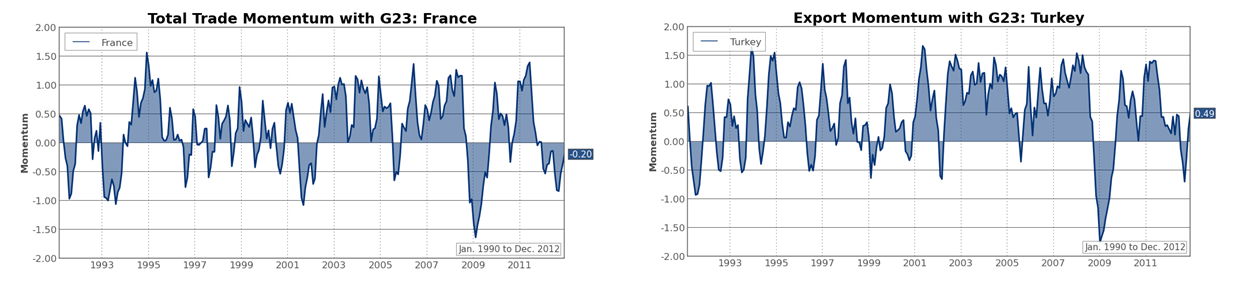 Total Trade Momentum with G23: France
2.00
1.50
1.00
0.50
0.00
-0.50
-1.00
-1.50
-2.00
Momentum
France
-0.20
Jan. 1990 to Dec. 2012
1993 1995 1997 1999 2001 2003 2005 2007 2009 2011
Export Momentum with G23: Turkey
2.00
1.50
1.00
0.50
0.00
-0.50
-1.00
-1.50
-2.00
Momentum
Turkey
0.49
Jan. 1990 to Dec. 2012
1993 1995 1997 1999 2001 2003 2005 2007 2009 2011